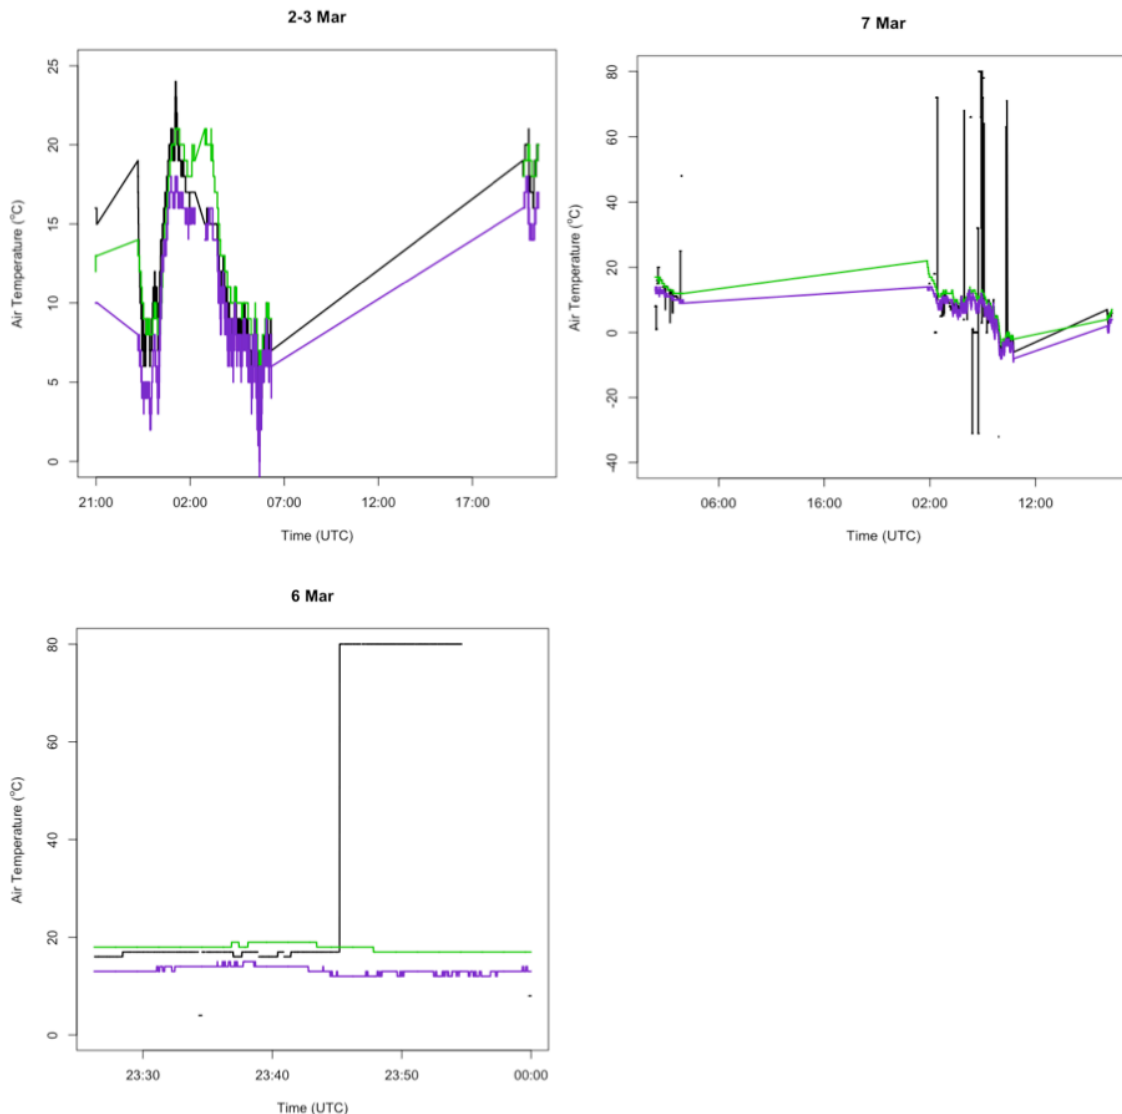 2-3 Mar
Air Temperature (°C)
25
20
15
10
5
0
21:00 02:00 07:00 12:00 17:00
Time (UTC)
7 Mar
Air Temperature (°C)
80
60
40
20
0
-20
-40
06:00 16:00 02:00 12:00
Time (UTC)
6 Mar
Air Temperature (°C)
80
60
40
20
0
23:30 23:40 23:50 00:00
Time (UTC)